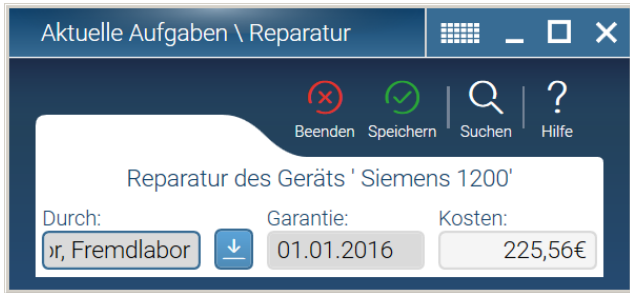 Aktuelle Aufgaben \ Reparatur
Beenden Speichern Suchen Hilfe
Reparatur des Geräts ' Siemens 1200'
Durch: Garantie: Kosten:
Fremdlabor 01.01.2016 225,56€